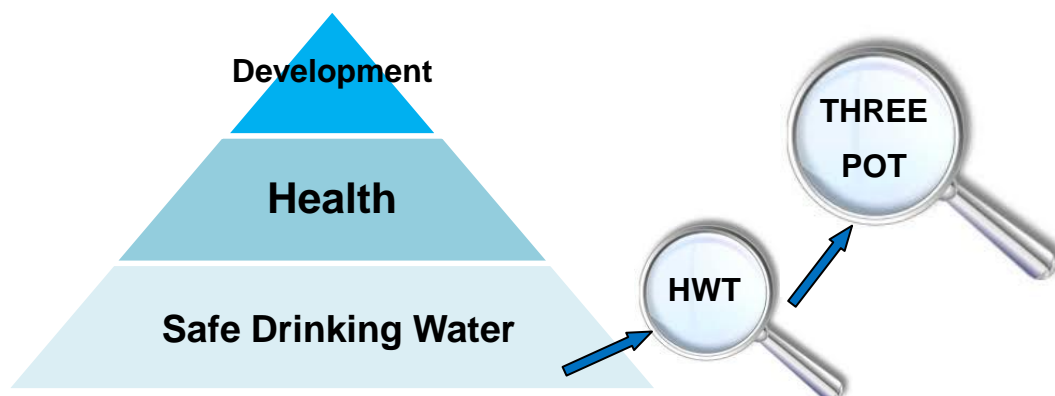 Development
Health
Safe Drinking Water
HWT
THREE
POT